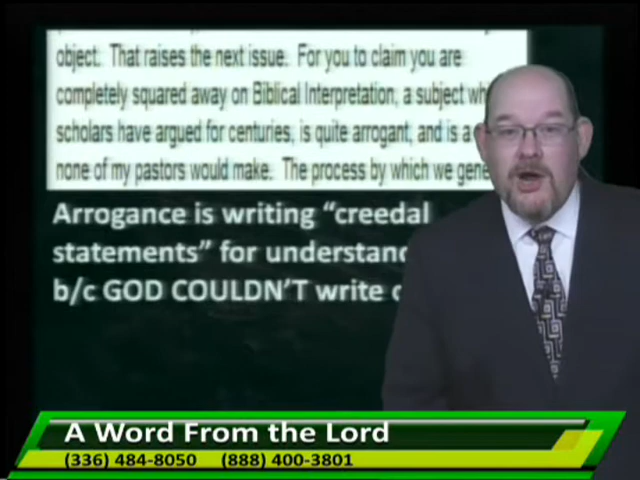 object. That raises the next issue. For you to claim you are
completely squared away on Biblical Interpretation, a subject
scholars have argued for centuries, is quite arrogant, and is a
none of my pastors would make. The process by which we
Arrogance is writing “creedal
statements” for
b/c GOD COULDN’T write
A Word From the Lord
(336) 484-8050 (888) 400-3801